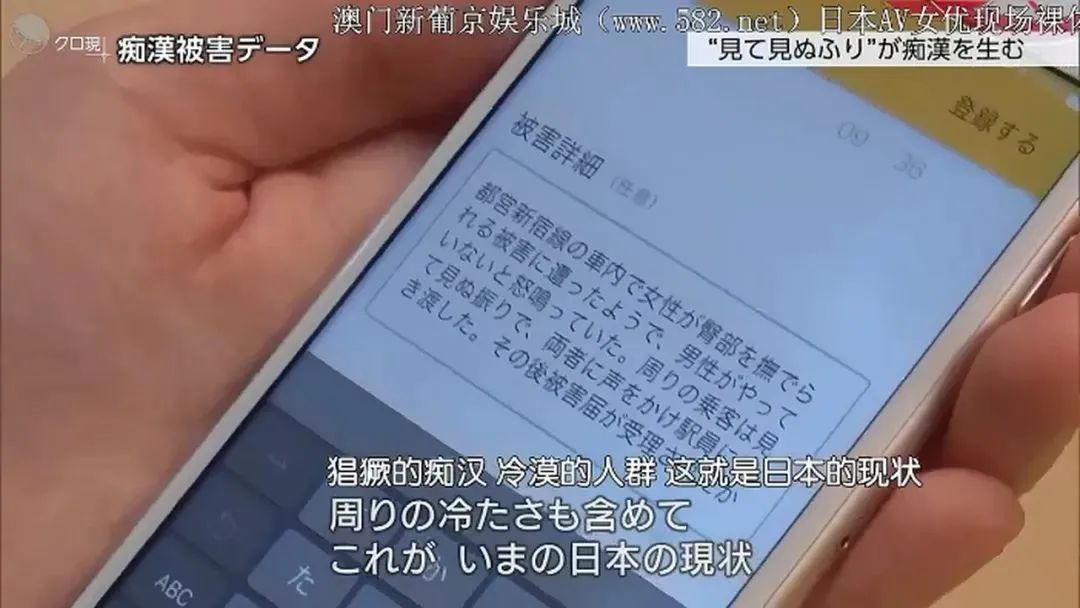 澳门新葡京娱乐城（www.582.net）日本AV女优现场裸体
クロ現+
痴漢被害データ
“見て見ぬふり”が痴漢を生む
登録する
09 36
被害詳細（任意）
都営新宿線の車内で女性が臀部を撫でら
れる被害に遭ったようで、男性がやって
いないと怒鳴っていた。周りの乗客は見
て見ぬ振りで、両者に声をかけ駅員に
き渡した。その後被害届が受理さ
か
猖獗的痴汉 冷漠的人群 这就是日本的现状
周りの冷たさも含めて
これが いまの日本の現状
ABC
た
か